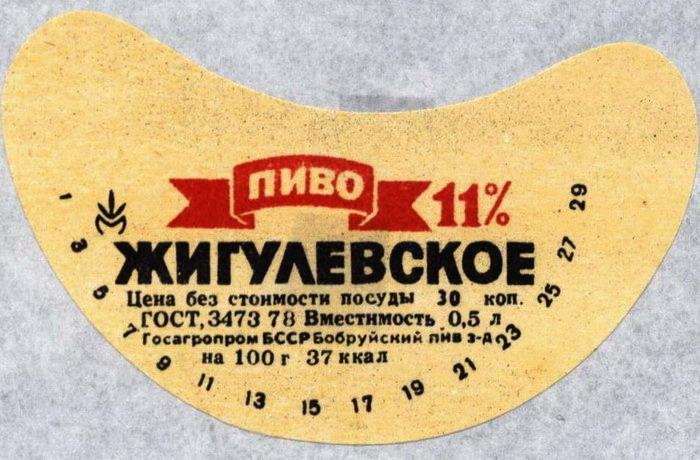 ПИВО 11%
ЖИГУЛЕВСКОЕ
Цена без стоимости посуды 30 коп.
ГОСТ, 3473 78 Вместимость 0,5 л
Госагропром БССР Бобруйский пив з-д
на 100 г 37 ккал
1 3 5 7 9 11 13 15 17 19 21 23 25 27 29